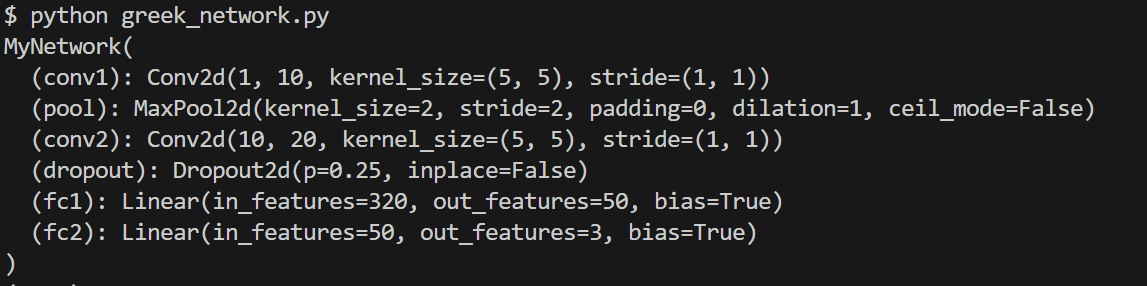 $ python greek_network.py
MyNetwork(
  (conv1): Conv2d(1, 10, kernel_size=(5, 5), stride=(1, 1))
  (pool): MaxPool2d(kernel_size=2, stride=2, padding=0, dilation=1, ceil_mode=False)
  (conv2): Conv2d(10, 20, kernel_size=(5, 5), stride=(1, 1))
  (dropout): Dropout2d(p=0.25, inplace=False)
  (fc1): Linear(in_features=320, out_features=50, bias=True)
  (fc2): Linear(in_features=50, out_features=3, bias=True)
)